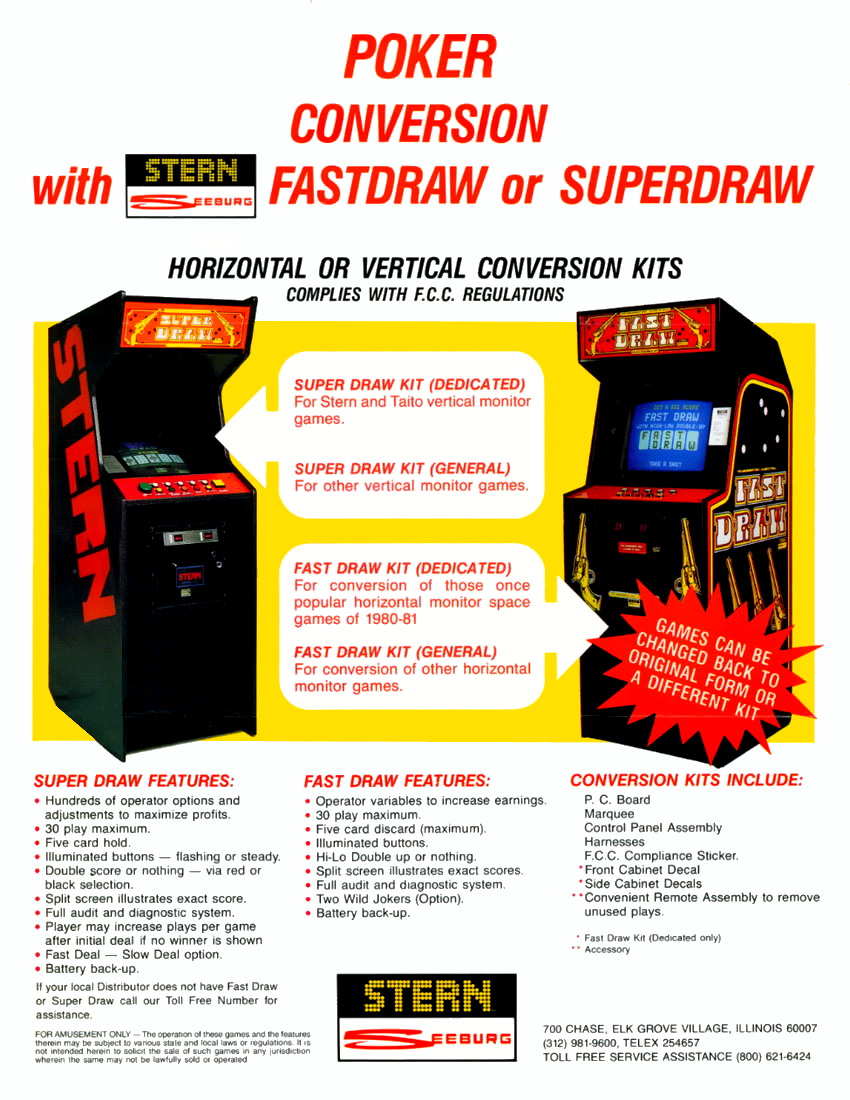 POKER
CONVERSION
with STERN SEEBURG FASTDRAW or SUPERDRAW
HORIZONTAL OR VERTICAL CONVERSION KITS
COMPLIES WITH F.C.C. REGULATIONS
SUPER DRAW
STERN
STERN
SUPER DRAW KIT (DEDICATED)
For Stern and Taito vertical monitor
games.
SUPER DRAW KIT (GENERAL)
For other vertical monitor games.
FAST DRAW KIT (DEDICATED)
For conversion of those once
popular horizontal monitor space
games of 1980-81
FAST DRAW KIT (GENERAL)
For conversion of other horizontal
monitor games.
FAST
DRAW
FAST DRAW
WITH HIGH-LOW DOUBLE-UP
FAST
DRAW
TAKE A SHOT
FAST
DRAW
GAMES CAN BE
CHANGED BACK TO
ORIGINAL FORM OR
A DIFFERENT KIT
SUPER DRAW FEATURES:
• Hundreds of operator options and
adjustments to maximize profits.
• 30 play maximum.
• Five card hold.
• Illuminated buttons — flashing or steady.
• Double score or nothing — via red or
black selection.
• Split screen illustrates exact score.
• Full audit and diagnostic system.
• Player may increase plays per game
after initial deal if no winner is shown
• Fast Deal — Slow Deal option.
• Battery back-up.
If your local Distributor does not have Fast Draw
or Super Draw call our Toll Free Number for
assistance.
FOR AMUSEMENT ONLY — The operation of these games and the features
therein may be subject to various state and local laws or regulations. It is
not intended herein to solicit the sale of such games in any jurisdiction
wherein the same may not be lawfully sold or operated
FAST DRAW FEATURES:
• Operator variables to increase earnings.
• 30 play maximum.
• Five card discard (maximum).
• Illuminated buttons.
• Hi-Lo Double up or nothing.
• Split screen illustrates exact scores.
• Full audit and diagnostic system.
• Two Wild Jokers (Option).
• Battery back-up.
CONVERSION KITS INCLUDE:
P. C. Board
Marquee
Control Panel Assembly
Harnesses
F.C.C. Compliance Sticker.
*Front Cabinet Decal
*Side Cabinet Decals
**Convenient Remote Assembly to remove
unused plays.
* Fast Draw Kit (Dedicated only)
** Accessory
STERN
SEEBURG
700 CHASE, ELK GROVE VILLAGE, ILLINOIS 60007
(312) 981-9600, TELEX 254657
TOLL FREE SERVICE ASSISTANCE (800) 621-6424